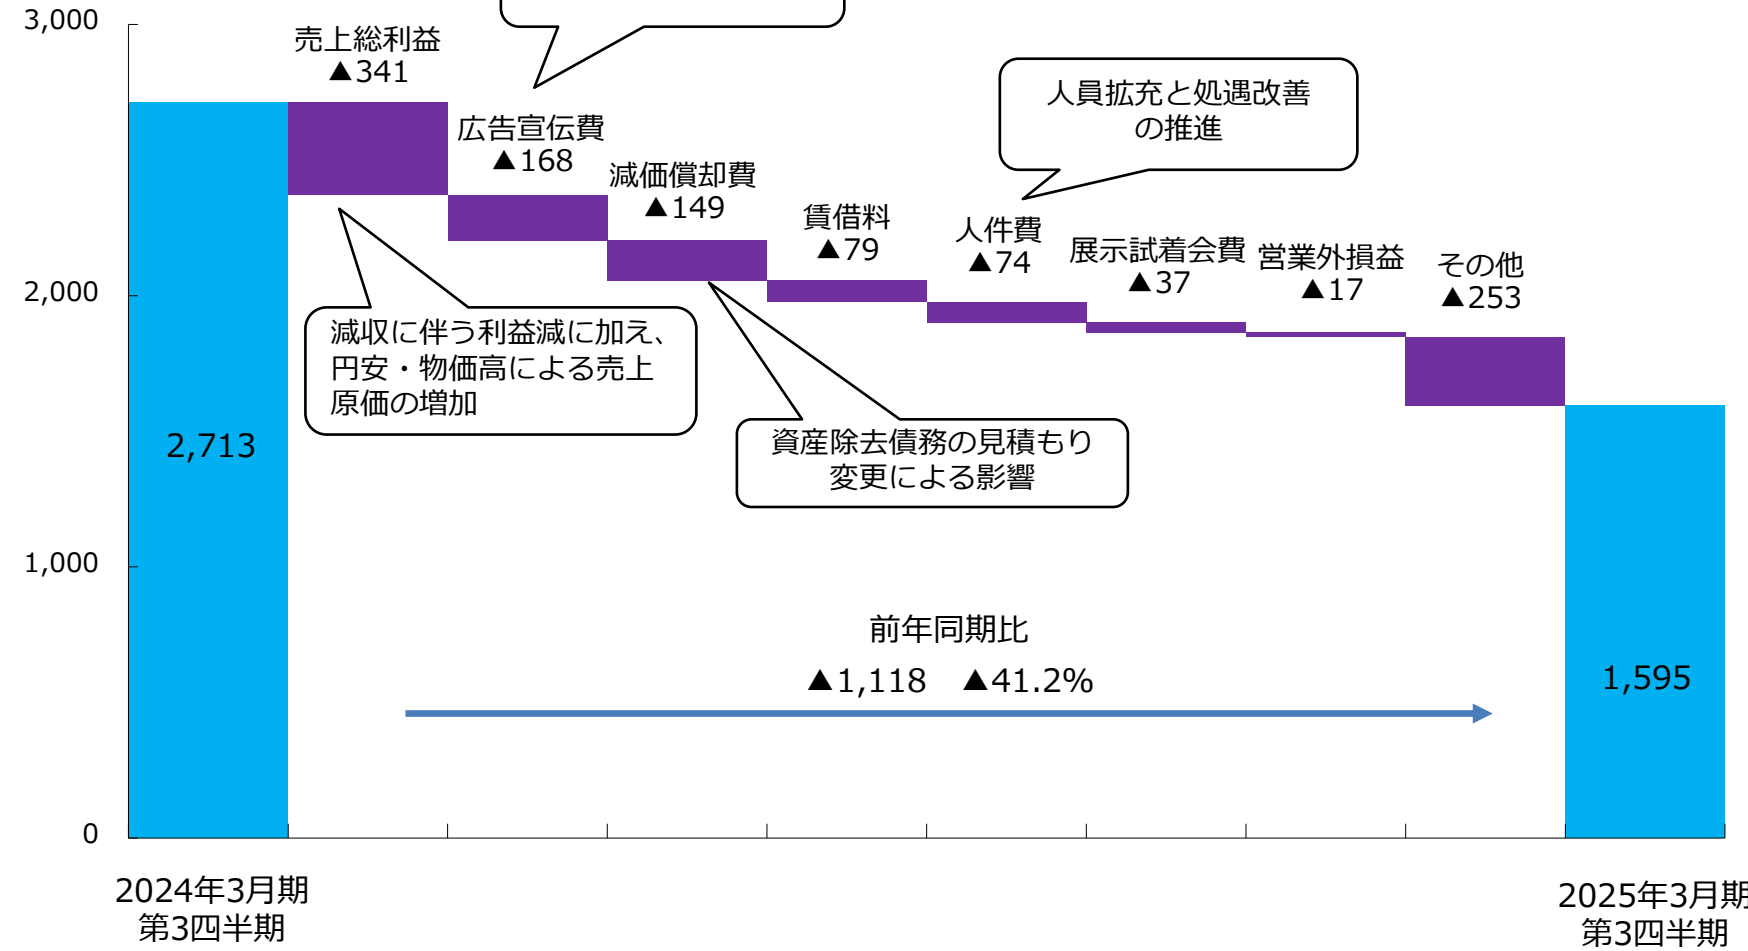 3,000
2,000
1,000
0
売上総利益
▲341
広告宣伝費
▲168
減価償却費
▲149
賃借料
▲79
人件費
▲74
展示試着会費
▲37
営業外損益
▲17
その他
▲253
人員拡充と処遇改善
の推進
減収に伴う利益減に加え、
円安・物価高による売上
原価の増加
資産除去債務の見積もり
変更による影響
2,713
1,595
前年同期比
▲1,118 ▲41.2%
2024年3月期
第3四半期
2025年3月期
第3四半期